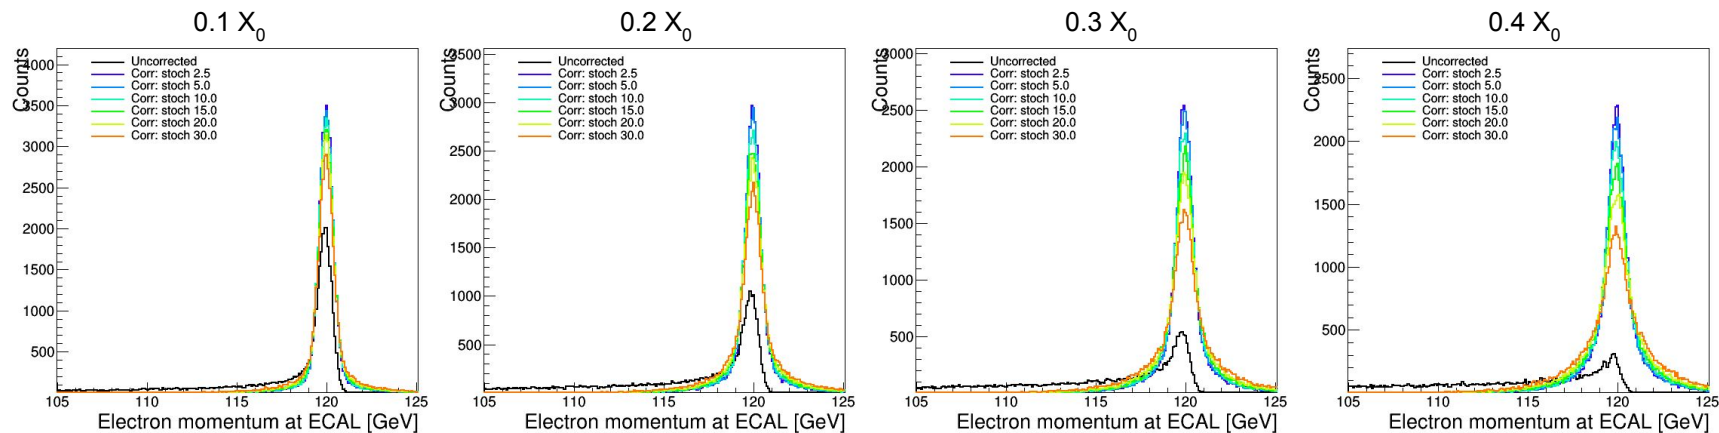 0.1 X0
Counts
4000
3500
3000
2500
2000
1500
1000
500
Uncorrected
Corr: stoch 2.5
Corr: stoch 5.0
Corr: stoch 10.0
Corr: stoch 15.0
Corr: stoch 20.0
Corr: stoch 30.0
105 110 115 120 125
Electron momentum at ECAL [GeV]
0.2 X0
Counts
3500
3000
2500
2000
1500
1000
500
Uncorrected
Corr: stoch 2.5
Corr: stoch 5.0
Corr: stoch 10.0
Corr: stoch 15.0
Corr: stoch 20.0
Corr: stoch 30.0
105 110 115 120 125
Electron momentum at ECAL [GeV]
0.3 X0
Counts
3000
2500
2000
1500
1000
500
Uncorrected
Corr: stoch 2.5
Corr: stoch 5.0
Corr: stoch 10.0
Corr: stoch 15.0
Corr: stoch 20.0
Corr: stoch 30.0
105 110 115 120 125
Electron momentum at ECAL [GeV]
0.4 X0
Counts
2500
2000
1500
1000
500
Uncorrected
Corr: stoch 2.5
Corr: stoch 5.0
Corr: stoch 10.0
Corr: stoch 15.0
Corr: stoch 20.0
Corr: stoch 30.0
105 110 115 120 125
Electron momentum at ECAL [GeV]